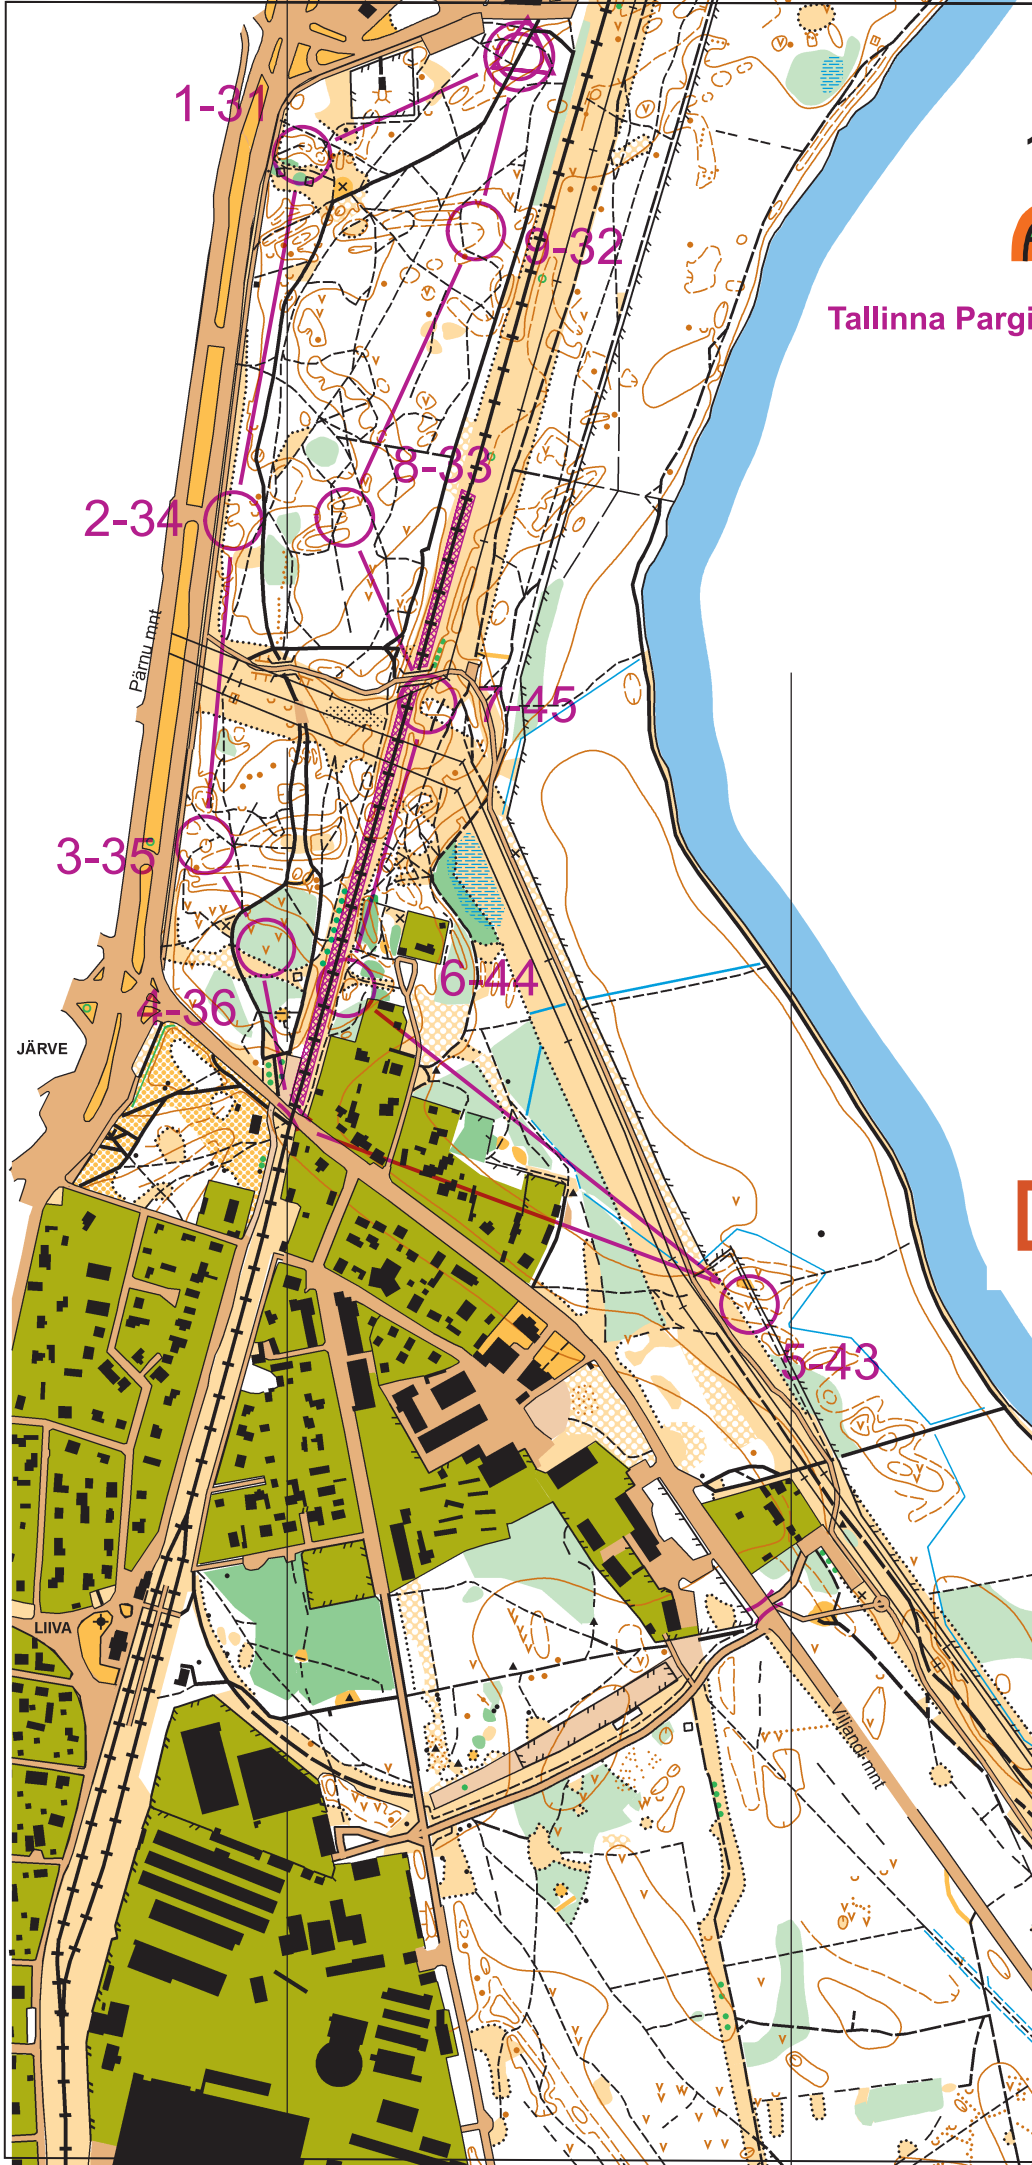 1-31
9-32
Tallinna Pargi
8-33
2-34
Pärnu mnt
7-45
3-35
6-44
4-36
JÄRVE
5-43
LIIVA
Viljandi mnt